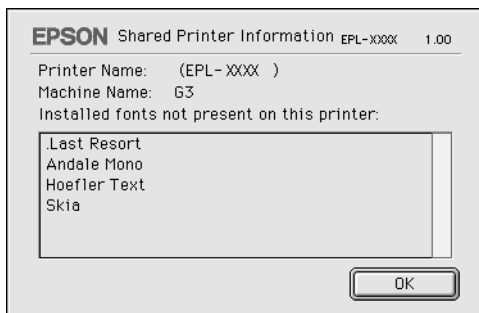 EPSON Shared Printer Information EPL-XXXX 1.00
Printer Name: (EPL-XXXX )
Machine Name: G3
Installed fonts not present on this printer:
.Last Resort
Andale Mono
Hoefler Text
Skia
OK